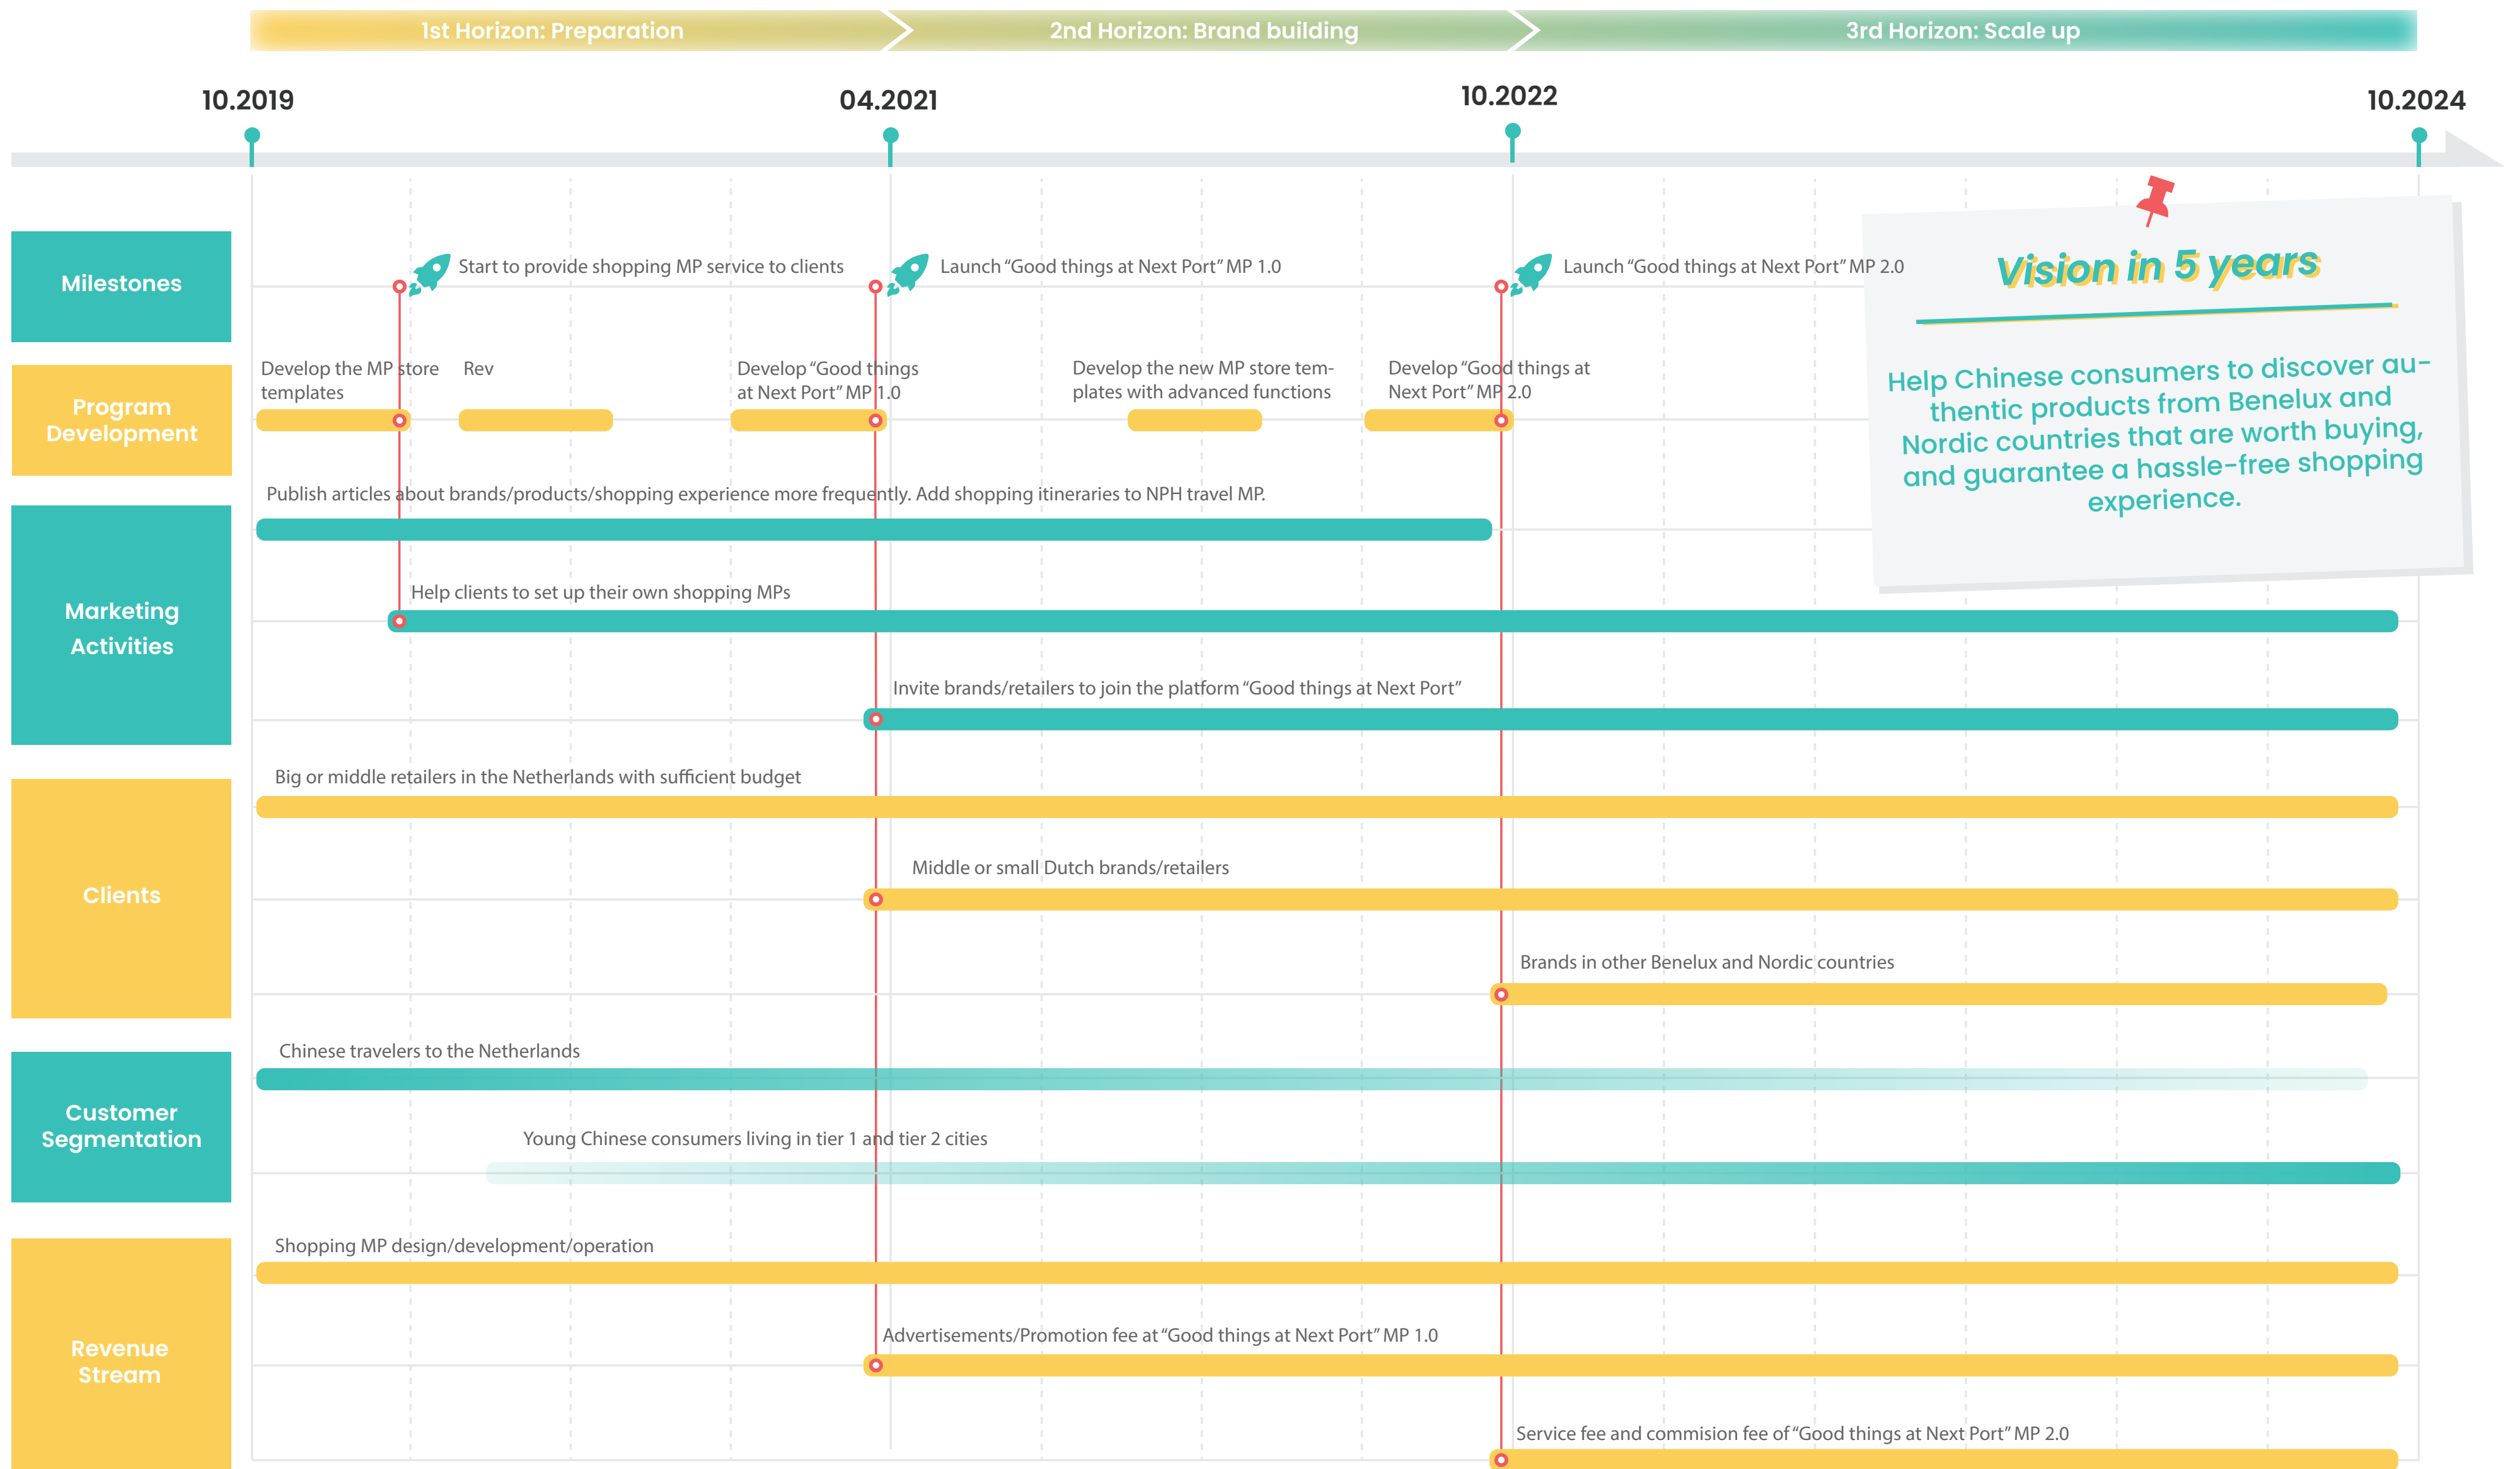 1st Horizon: Preparation
2nd Horizon: Brand building
3rd Horizon: Scale up
10.2019
04.2021
10.2022
10.2024
Milestones
Start to provide shopping MP service to clients
Launch “Good things at Next Port” MP 1.0
Launch “Good things at Next Port” MP 2.0
Vision in 5 years
Help Chinese consumers to discover au-
thentic products from Benelux and
Nordic countries that are worth buying,
and guarantee a hassle-free shopping
experience.
Program
Development
Develop the MP store
templates
Rev
Develop “Good things
at Next Port” MP 1.0
Develop the new MP store tem-
plates with advanced functions
Develop “Good things at
Next Port” MP 2.0
Marketing
Activities
Publish articles about brands/products/shopping experience more frequently. Add shopping itineraries to NPH travel MP.
Help clients to set up their own shopping MPs
Invite brands/retailers to join the platform “Good things at Next Port”
Clients
Big or middle retailers in the Netherlands with sufficient budget
Middle or small Dutch brands/retailers
Brands in other Benelux and Nordic countries
Customer
Segmentation
Chinese travelers to the Netherlands
Young Chinese consumers living in tier 1 and tier 2 cities
Revenue
Stream
Shopping MP design/development/operation
Advertisements/Promotion fee at “Good things at Next Port” MP 1.0
Service fee and commision fee of “Good things at Next Port” MP 2.0